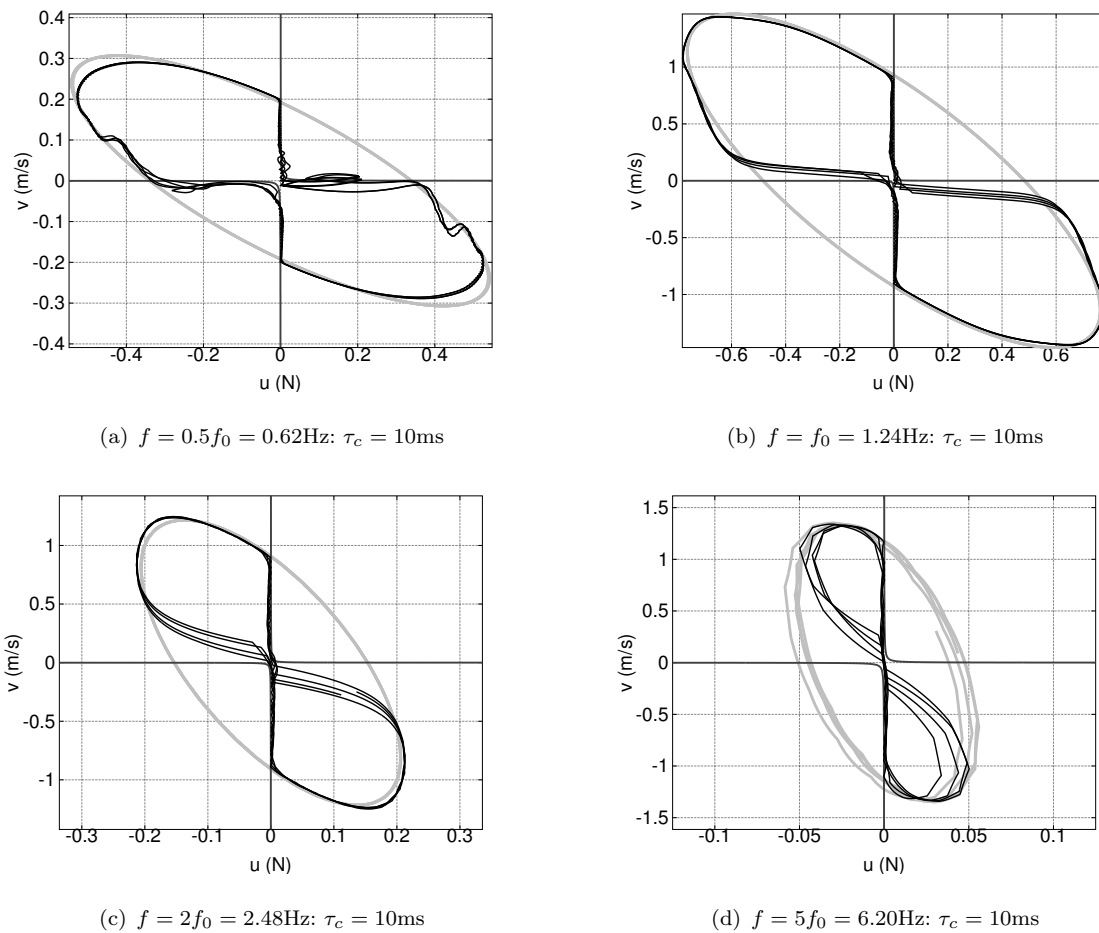 0.4
0.3
0.2
0.1
0
-0.1
-0.2
-0.3
-0.4
v (m/s)
-0.4 -0.2 0 0.2 0.4
u (N)
1
0.5
0
-0.5
-1
v (m/s)
-0.6 -0.4 -0.2 0 0.2 0.4 0.6
u (N)
(a) f = 0.5f₀ = 0.62Hz: τ_c = 10ms
(b) f = f₀ = 1.24Hz: τ_c = 10ms
1
0.5
0
-0.5
-1
v (m/s)
-0.3 -0.2 -0.1 0 0.1 0.2 0.3
u (N)
1.5
1
0.5
0
-0.5
-1
-1.5
v (m/s)
-0.1 -0.05 0 0.05 0.1
u (N)
(c) f = 2f₀ = 2.48Hz: τ_c = 10ms
(d) f = 5f₀ = 6.20Hz: τ_c = 10ms